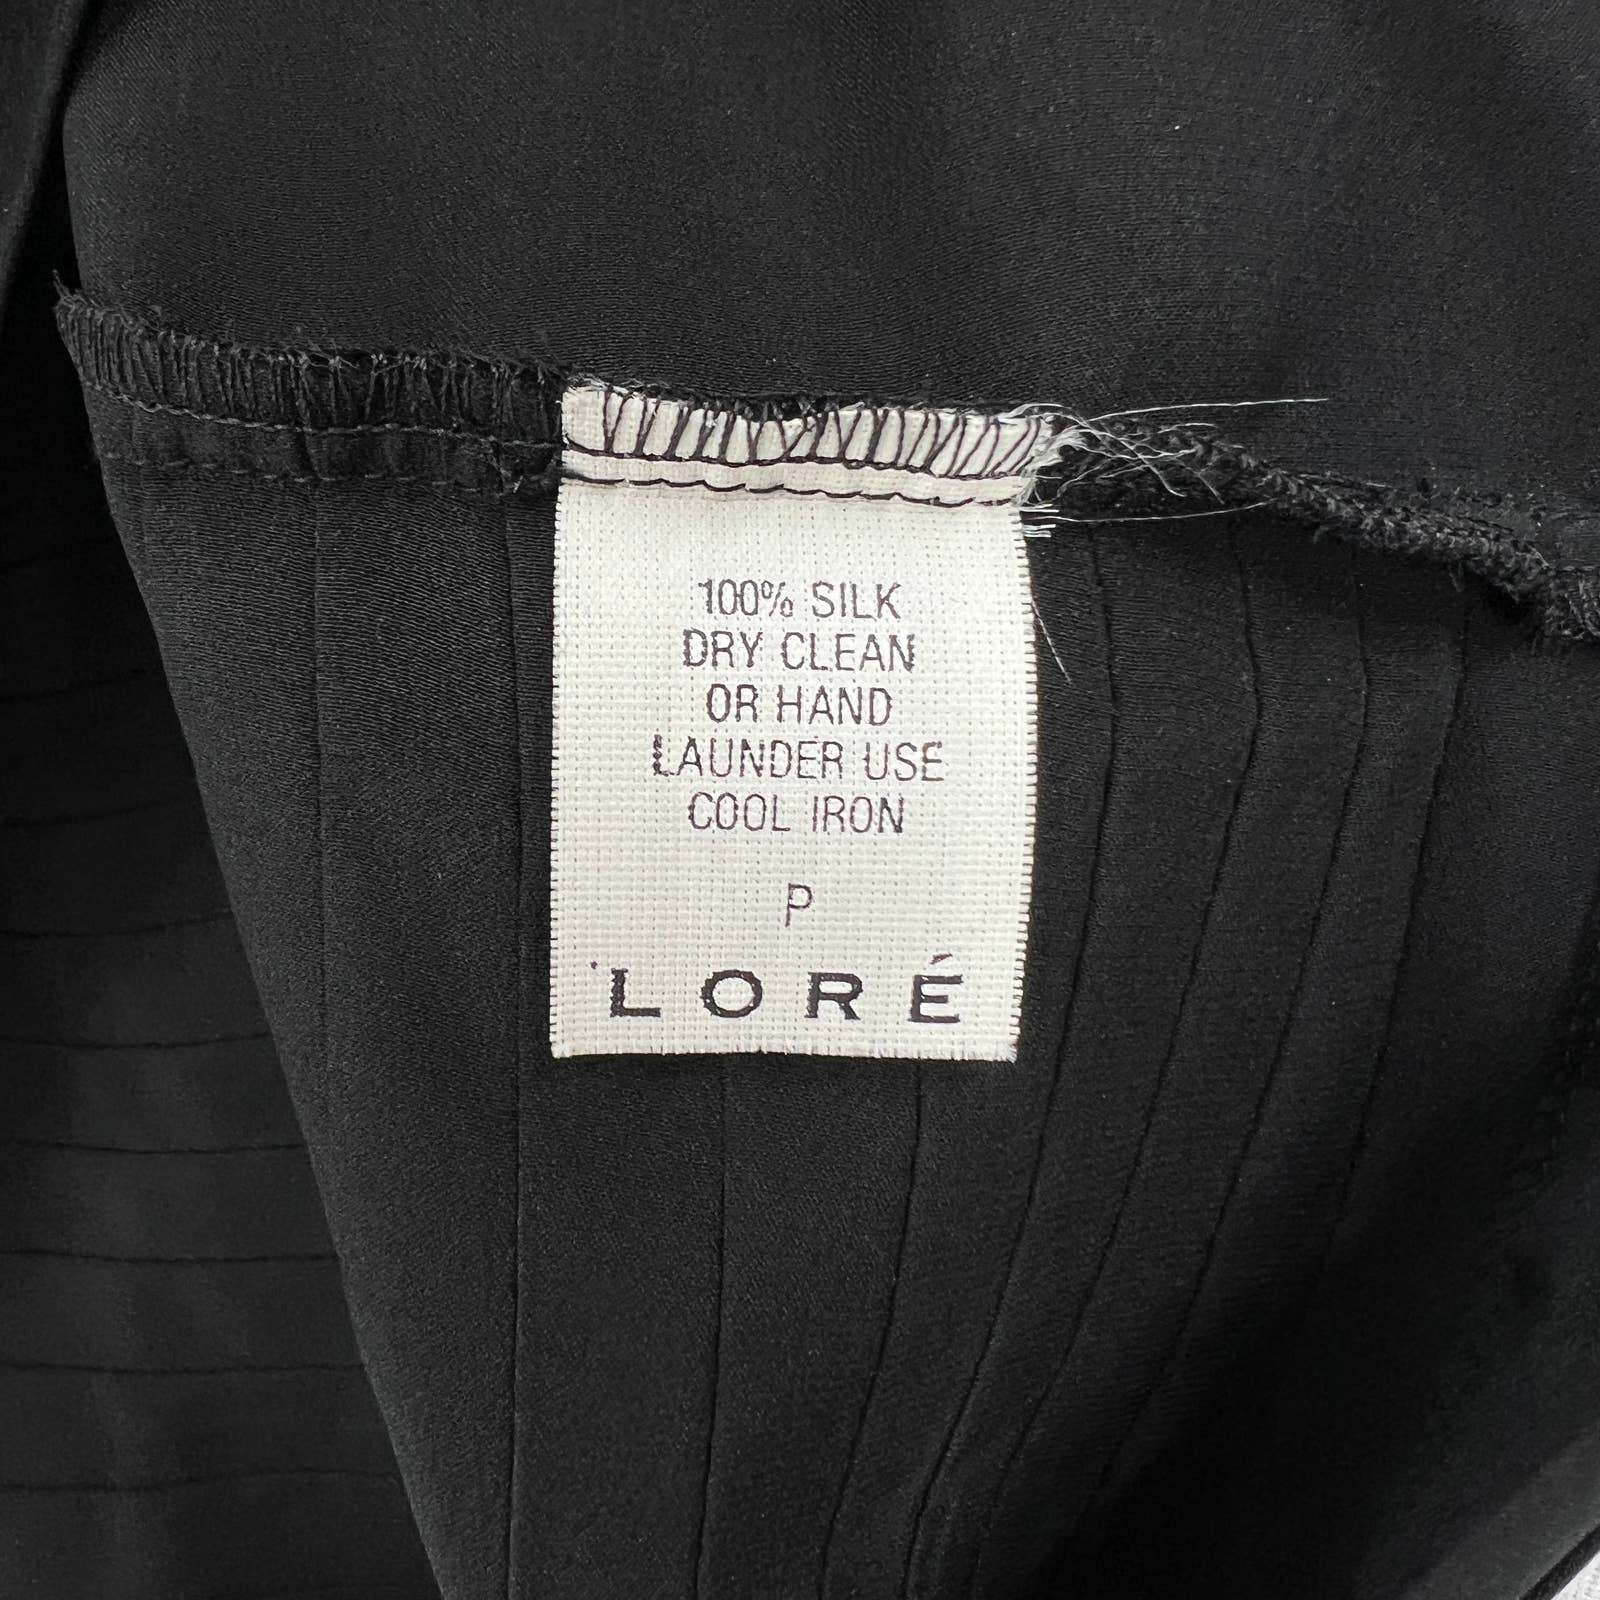 100% SILK
DRY CLEAN
OR HAND
LAUNDER USE
COOL IRON
P
LORÉ